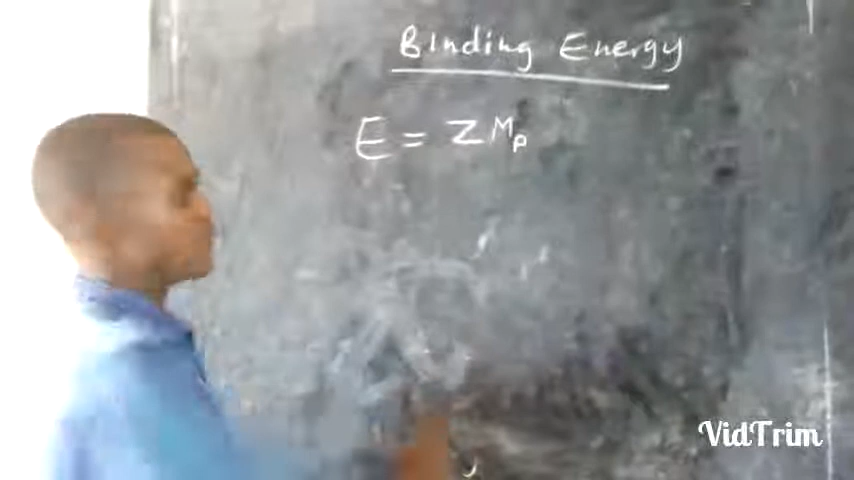 Binding Energy
E = ZMp
VidTrim